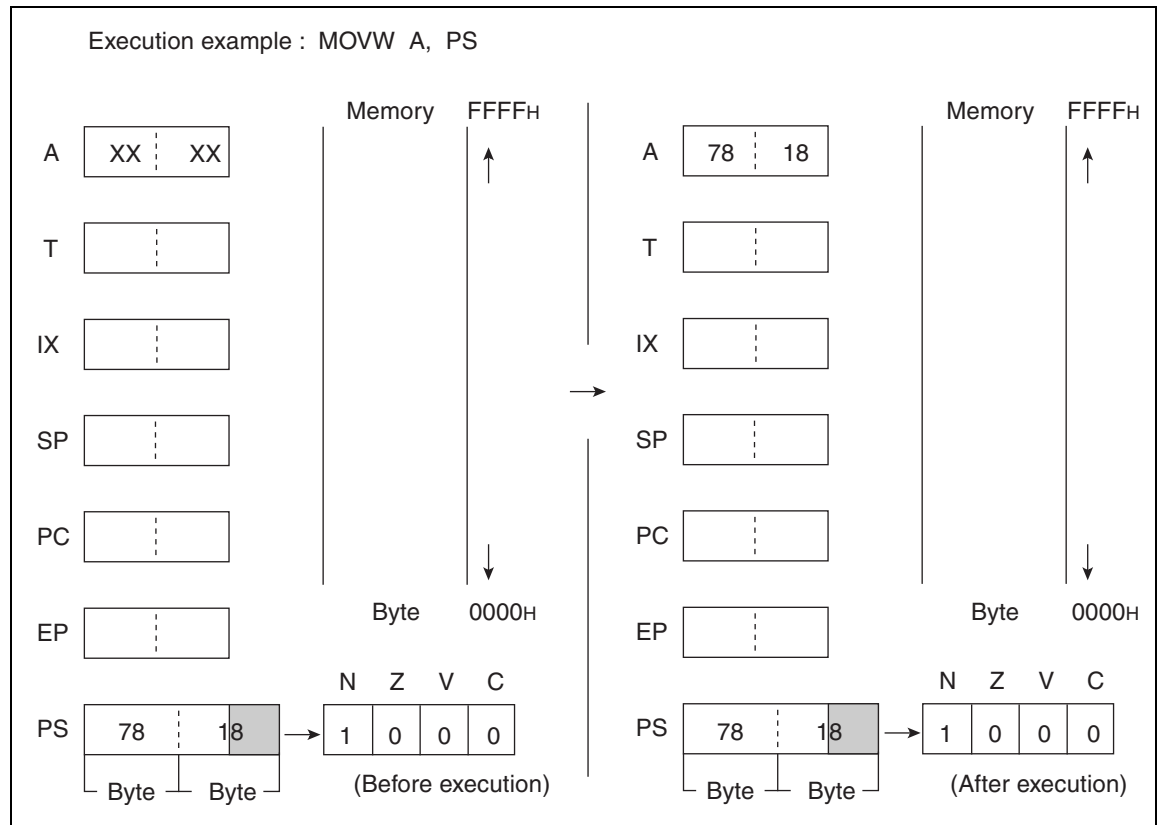 Execution example : MOVW A, PS
Memory FFFFH
A XX XX
T
IX
SP
PC
EP
Byte 0000H
N Z V C
PS 78 18 1 0 0 0
Byte Byte
(Before execution)
Memory FFFFH
A 78 18
T
IX
SP
PC
EP
Byte 0000H
N Z V C
PS 78 18 1 0 0 0
Byte Byte
(After execution)